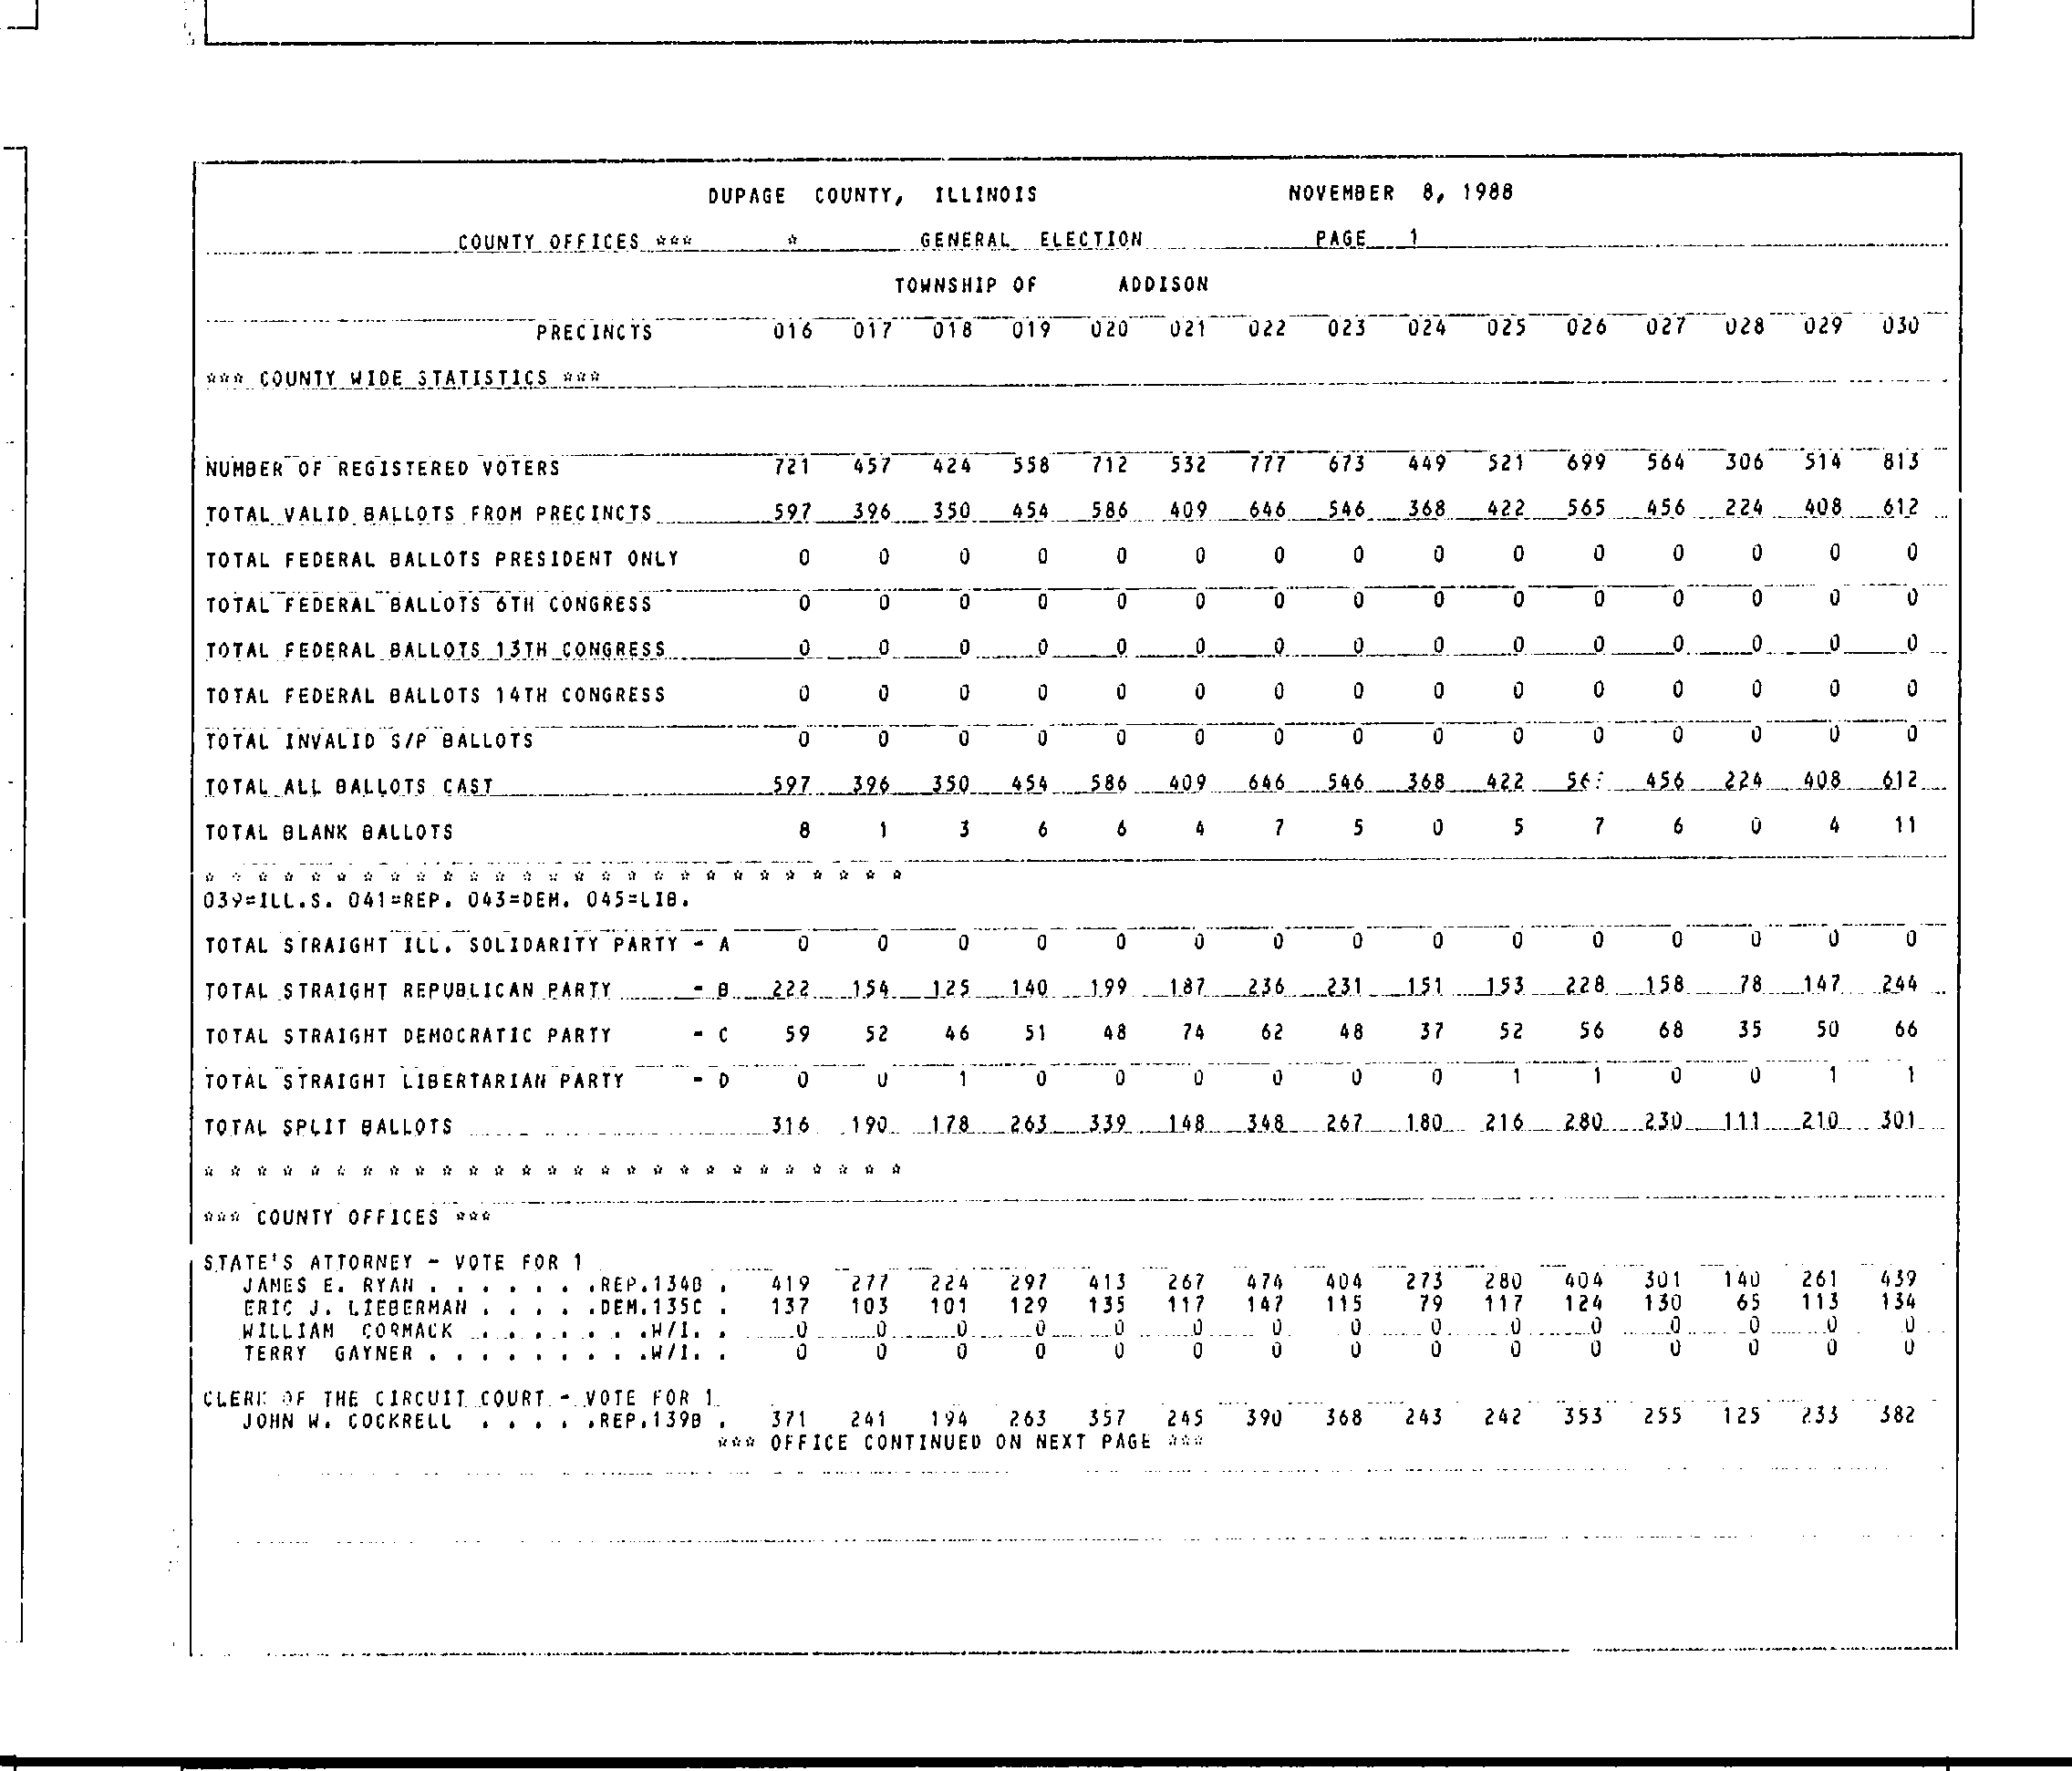 DUPAGE COUNTY, ILLINOIS NOVEMBER 8, 1988
COUNTY OFFICES *** * GENERAL ELECTION PAGE 1
TOWNSHIP OF ADDISON
PRECINCTS 016 017 018 019 020 021 022 023 024 025 026 027 028 029 030
*** COUNTY WIDE STATISTICS ***
NUMBER OF REGISTERED VOTERS 721 457 424 558 712 532 777 673 449 521 699 564 306 514 813
TOTAL VALID BALLOTS FROM PRECINCTS 597 396 350 454 586 409 646 546 368 422 565 456 224 408 612
TOTAL FEDERAL BALLOTS PRESIDENT ONLY 0 0 0 0 0 0 0 0 0 0 0 0 0 0 0
TOTAL FEDERAL BALLOTS 6TH CONGRESS 0 0 0 0 0 0 0 0 0 0 0 0 0 0 0
TOTAL FEDERAL BALLOTS 13TH CONGRESS 0 0 0 0 0 0 0 0 0 0 0 0 0 0 0
TOTAL FEDERAL BALLOTS 14TH CONGRESS 0 0 0 0 0 0 0 0 0 0 0 0 0 0 0
TOTAL INVALID S/P BALLOTS 0 0 0 0 0 0 0 0 0 0 0 0 0 0 0
TOTAL ALL BALLOTS CAST 597 396 350 454 586 409 646 546 368 422 456 224 408 612
TOTAL BLANK BALLOTS 8 1 3 6 6 4 7 5 0 5 7 6 0 4 11
* * * * * * * * * * * * * * * * * * * * * * * * * * *
039=ILL.S. 041=REP. 043=DEM. 045=LIB.
TOTAL STRAIGHT ILL. SOLIDARITY PARTY - A 0 0 0 0 0 0 0 0 0 0 0 0 0 0 0
TOTAL STRAIGHT REPUBLICAN PARTY - B 222 154 125 140 199 187 236 231 151 153 228 158 78 147 244
TOTAL STRAIGHT DEMOCRATIC PARTY - C 59 52 46 51 48 74 62 48 37 52 56 68 35 50 66
TOTAL STRAIGHT LIBERTARIAN PARTY - D 0 0 1 0 0 0 0 0 0 1 1 0 0 1 1
TOTAL SPLIT BALLOTS 316 190 178 263 339 148 348 267 180 216 280 230 111 210 301
* * * * * * * * * * * * * * * * * * * * * * * * * * *
*** COUNTY OFFICES ***
STATE'S ATTORNEY - VOTE FOR 1
JAMES E. RYAN . . . . . . .REP.134B . 419 277 224 297 413 267 474 404 273 280 404 301 140 261 439
ERIC J. LIEBERMAN . . . . .DEM.135C . 137 103 101 129 135 117 147 115 79 117 124 130 65 113 134
WILLIAM CORMACK . . . . . . .W/I. . 0 0 0 0 0 0 0 0 0 0 0 0 0 0 0
TERRY GAYNER . . . . . . . . .W/I. . 0 0 0 0 0 0 0 0 0 0 0 0 0 0 0
CLERK OF THE CIRCUIT COURT - VOTE FOR 1
JOHN W. COCKRELL . . . . .REP.139B . 371 241 194 263 357 245 390 368 243 242 353 255 125 233 382
*** OFFICE CONTINUED ON NEXT PAGE ***